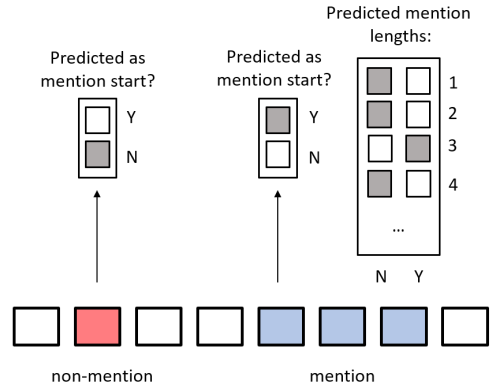 Predicted mention
lengths:
Predicted as
mention start?
Y
N
Predicted as
mention start?
Y
N
1
2
3
4
...
N Y
non-mention
mention